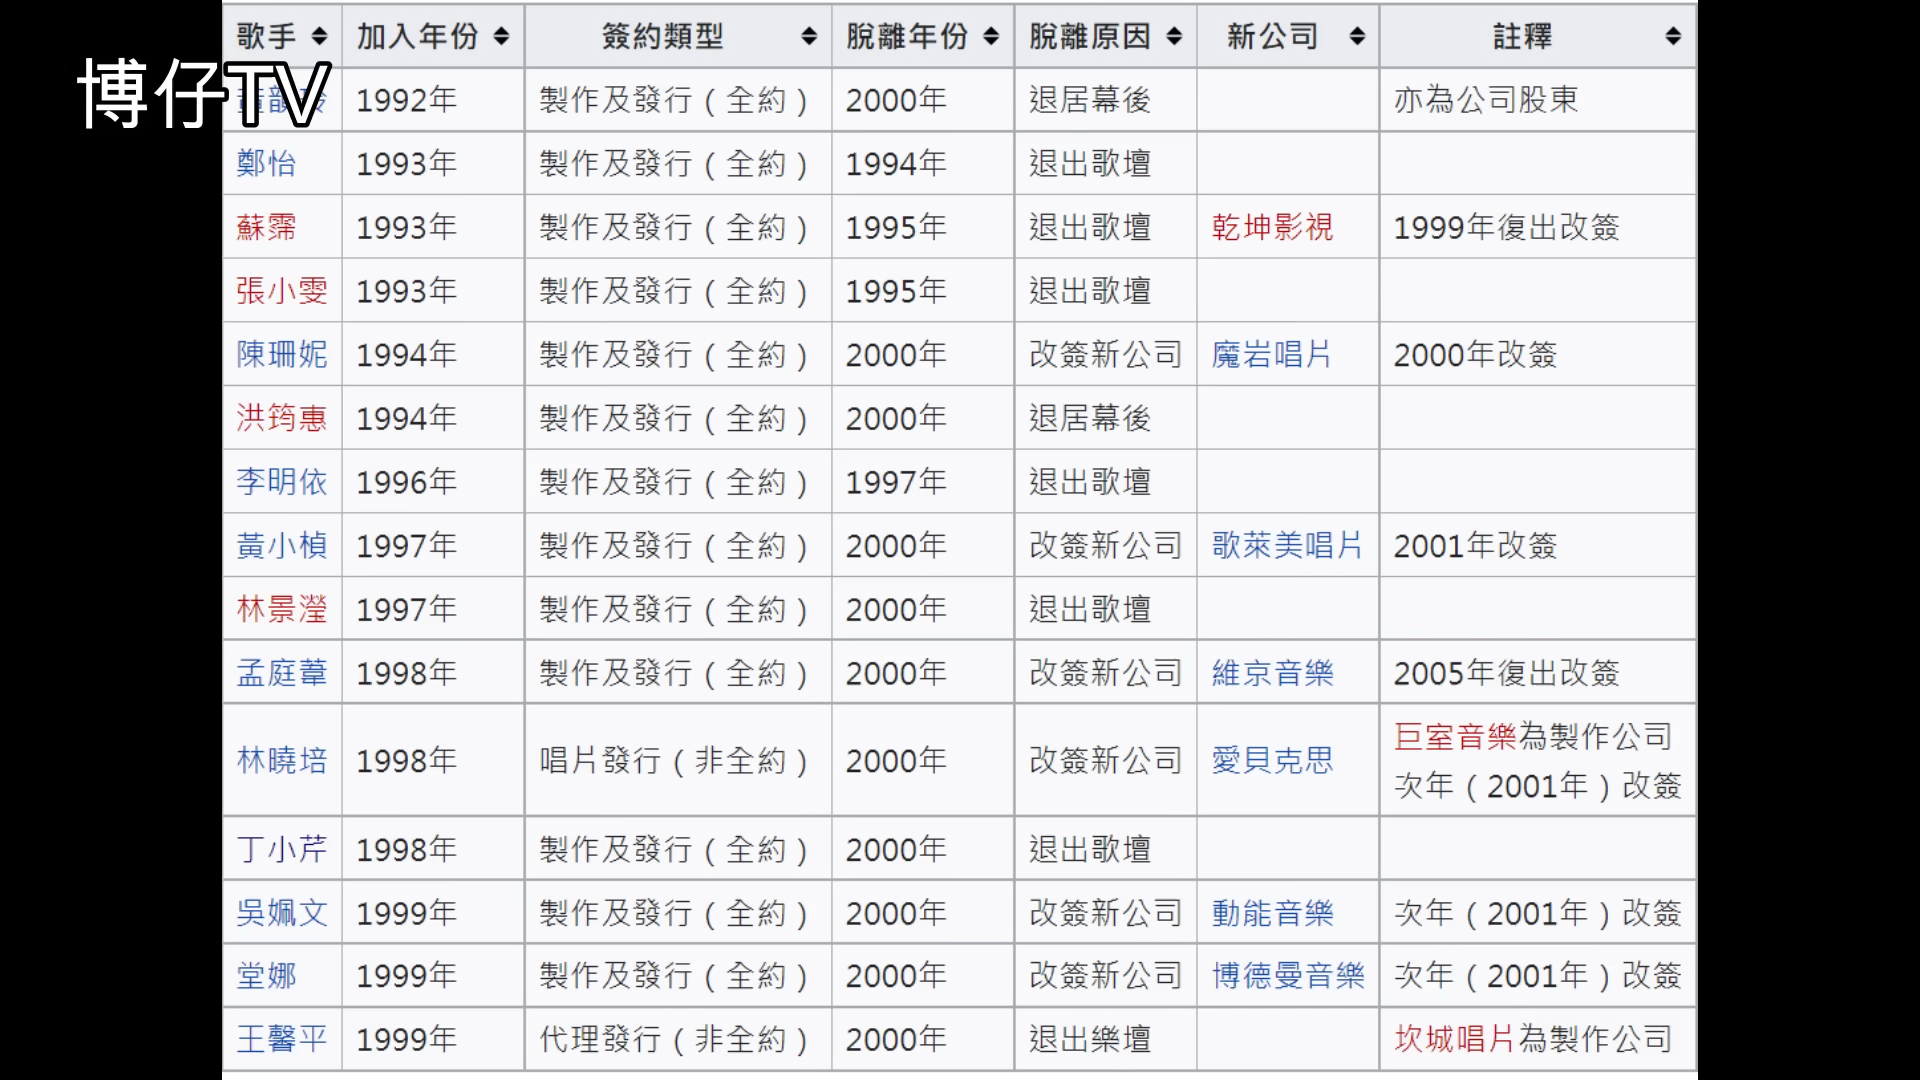 歌手 加入年份 簽約類型 脫離年份 脫離原因 新公司 註釋
博仔TV
1992年 製作及發行（全約） 2000年 退居幕後 亦為公司股東
鄭怡 1993年 製作及發行（全約） 1994年 退出歌壇
蘇霈 1993年 製作及發行（全約） 1995年 退出歌壇 乾坤影視 1999年復出改簽
張小雯 1993年 製作及發行（全約） 1995年 退出歌壇
陳珊妮 1994年 製作及發行（全約） 2000年 改簽新公司 魔岩唱片 2000年改簽
洪筠惠 1994年 製作及發行（全約） 2000年 退居幕後
李明依 1996年 製作及發行（全約） 1997年 退出歌壇
黃小楨 1997年 製作及發行（全約） 2000年 改簽新公司 歌萊美唱片 2001年改簽
林景瀅 1997年 製作及發行（全約） 2000年 退出歌壇
孟庭葦 1998年 製作及發行（全約） 2000年 改簽新公司 維京音樂 2005年復出改簽
林曉培 1998年 唱片發行（非全約） 2000年 改簽新公司 愛貝克思 巨室音樂為製作公司
次年（2001年）改簽
丁小芹 1998年 製作及發行（全約） 2000年 退出歌壇
吳姵文 1999年 製作及發行（全約） 2000年 改簽新公司 動能音樂 次年（2001年）改簽
堂娜 1999年 製作及發行（全約） 2000年 改簽新公司 博德曼音樂 次年（2001年）改簽
王馨平 1999年 代理發行（非全約） 2000年 退出樂壇 坎城唱片為製作公司